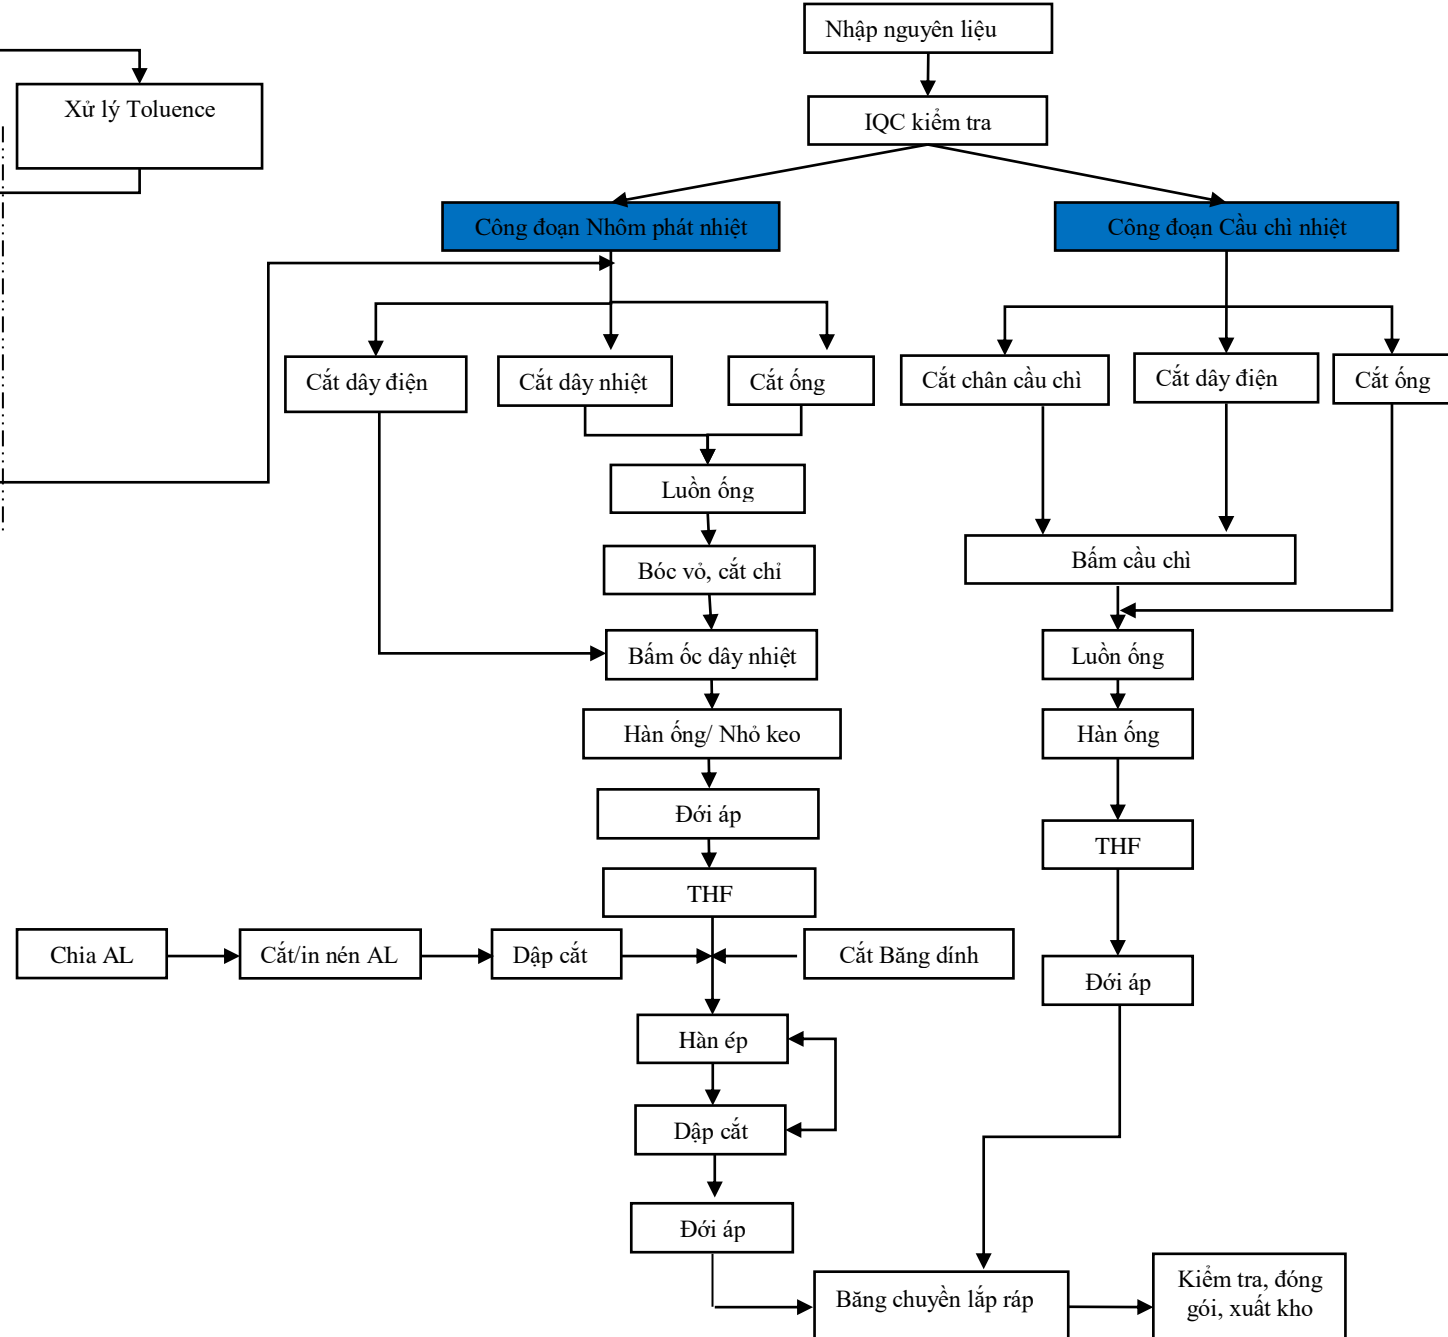 Nhập nguyên liệu
Xử lý Toluence
IQC kiểm tra
Công đoạn Nhôm phát nhiệt
Công đoạn Cầu chì nhiệt
Cắt dây điện
Cắt dây nhiệt
Cắt ống
Cắt chân cầu chì
Cắt dây điện
Cắt ống
Luồn ống
Bóc vỏ, cắt chỉ
Bấm cầu chì
Bấm ốc dây nhiệt
Luồn ống
Hàn ống/ Nhỏ keo
Hàn ống
Đới áp
THF
THF
Chia AL
Cắt/in nén AL
Dập cắt
Cắt Băng dính
Đới áp
Hàn ép
Dập cắt
Đới áp
Băng chuyền lắp ráp
Kiểm tra, đóng
gói, xuất kho